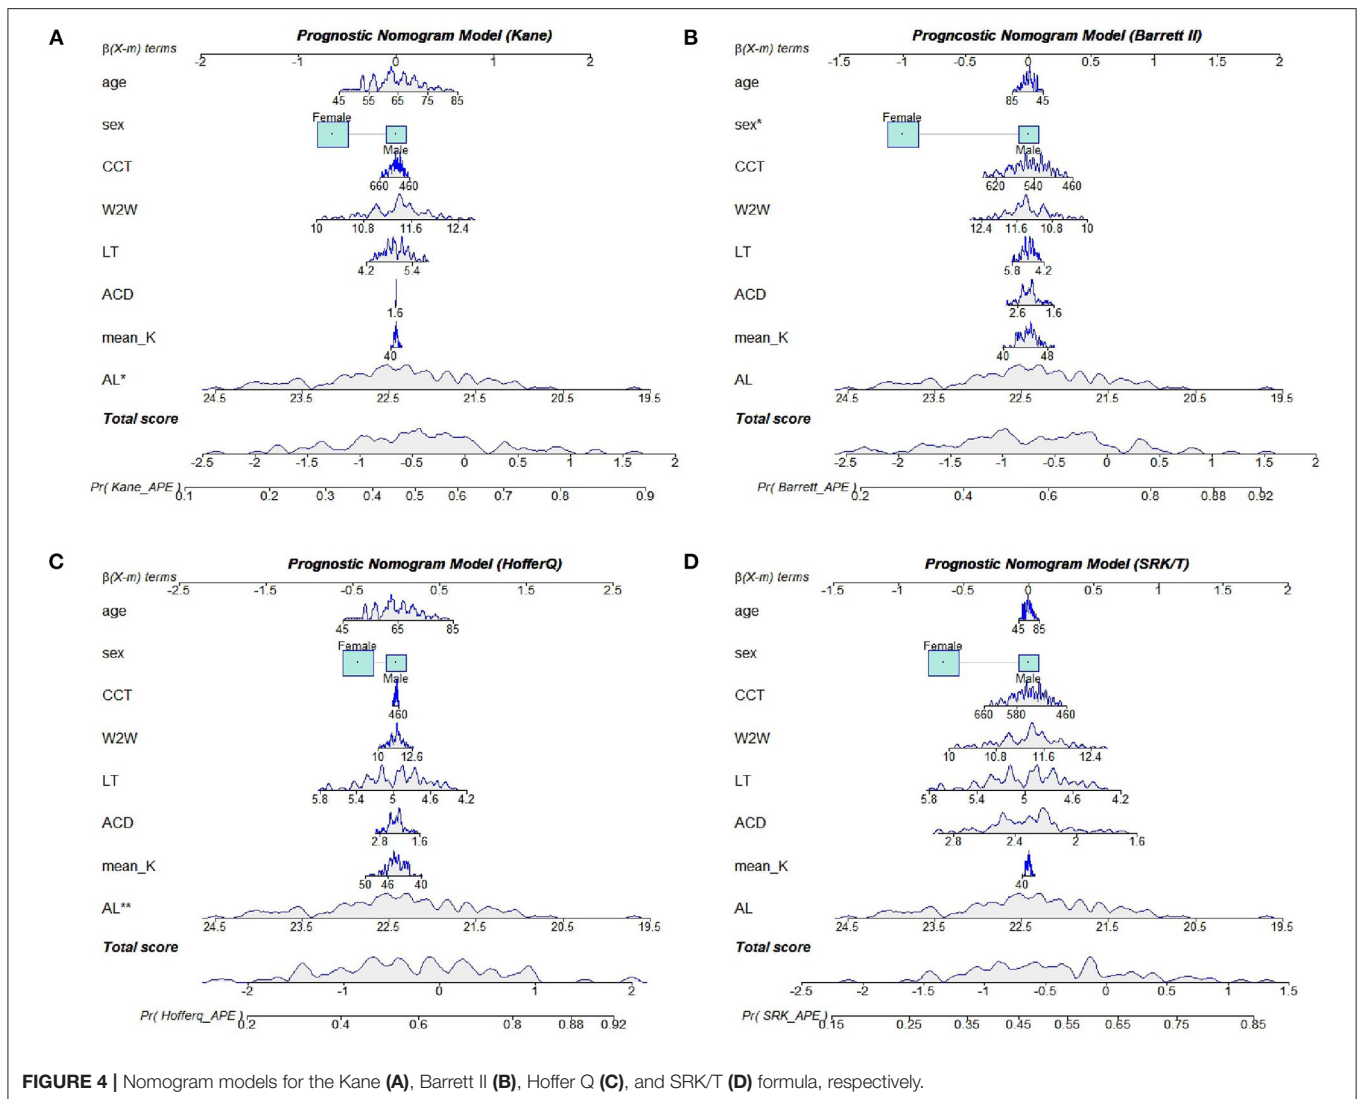 A
Prognostic Nomogram Model (Kane)
β(X-m) terms
-2 -1 0 1 2
age
45 55 65 75 85
sex
Female
Male
CCT
660 460
W2W
10 10.8 11.6 12.4
LT
4.2 5.4
ACD
1.6
mean_K
40
AL*
24.5 23.5 22.5 21.5 20.5 19.5
Total score
-2.5 -2 -1.5 -1 -0.5 0 0.5 1 1.5 2
Pr( Kane_APE )
0.1 0.2 0.3 0.4 0.5 0.6 0.7 0.8 0.9
B
Progncostic Nomogram Model (Barrett II)
β(X-m) terms
-1.5 -1 -0.5 0 0.5 1 1.5 2
age
85 45
sex*
Female
Male
CCT
620 540 460
W2W
12.4 11.6 10.8 10
LT
5.8 4.2
ACD
2.6 1.6
mean_K
40 48
AL
24.5 23.5 22.5 21.5 20.5 19.5
Total score
-2.5 -2 -1.5 -1 -0.5 0 0.5 1 1.5 2
Pr( Barrett_APE )
0.2 0.4 0.6 0.8 0.88 0.92
C
Prognostic Nomogram Model (HofferQ)
β(X-m) terms
-2.5 -1.5 -0.5 0.5 1.5 2.5
age
45 65 85
sex
Female
Male
CCT
460
W2W
10 12.6
LT
5.8 5.4 5 4.6 4.2
ACD
2.8 1.6
mean_K
50 46 40
AL**
24.5 23.5 22.5 21.5 20.5 19.5
Total score
-2 -1 0 1 2
Pr( Hofferq_APE )
0.2 0.4 0.6 0.8 0.88 0.92
D
Prognostic Nomogram Model (SRK/T)
β(X-m) terms
-1.5 -1 -0.5 0 0.5 1 1.5 2
age
45 85
sex
Female
Male
CCT
660 580 460
W2W
10 10.8 11.6 12.4
LT
5.8 5.4 5 4.6 4.2
ACD
2.8 2.4 2 1.6
mean_K
40
AL
24.5 23.5 22.5 21.5 20.5 19.5
Total score
-2.5 -2 -1.5 -1 -0.5 0 0.5 1 1.5
Pr( SRK_APE )
0.15 0.25 0.35 0.45 0.55 0.65 0.75 0.85
FIGURE 4 | Nomogram models for the Kane (A), Barrett II (B), Hoffer Q (C), and SRK/T (D) formula, respectively.